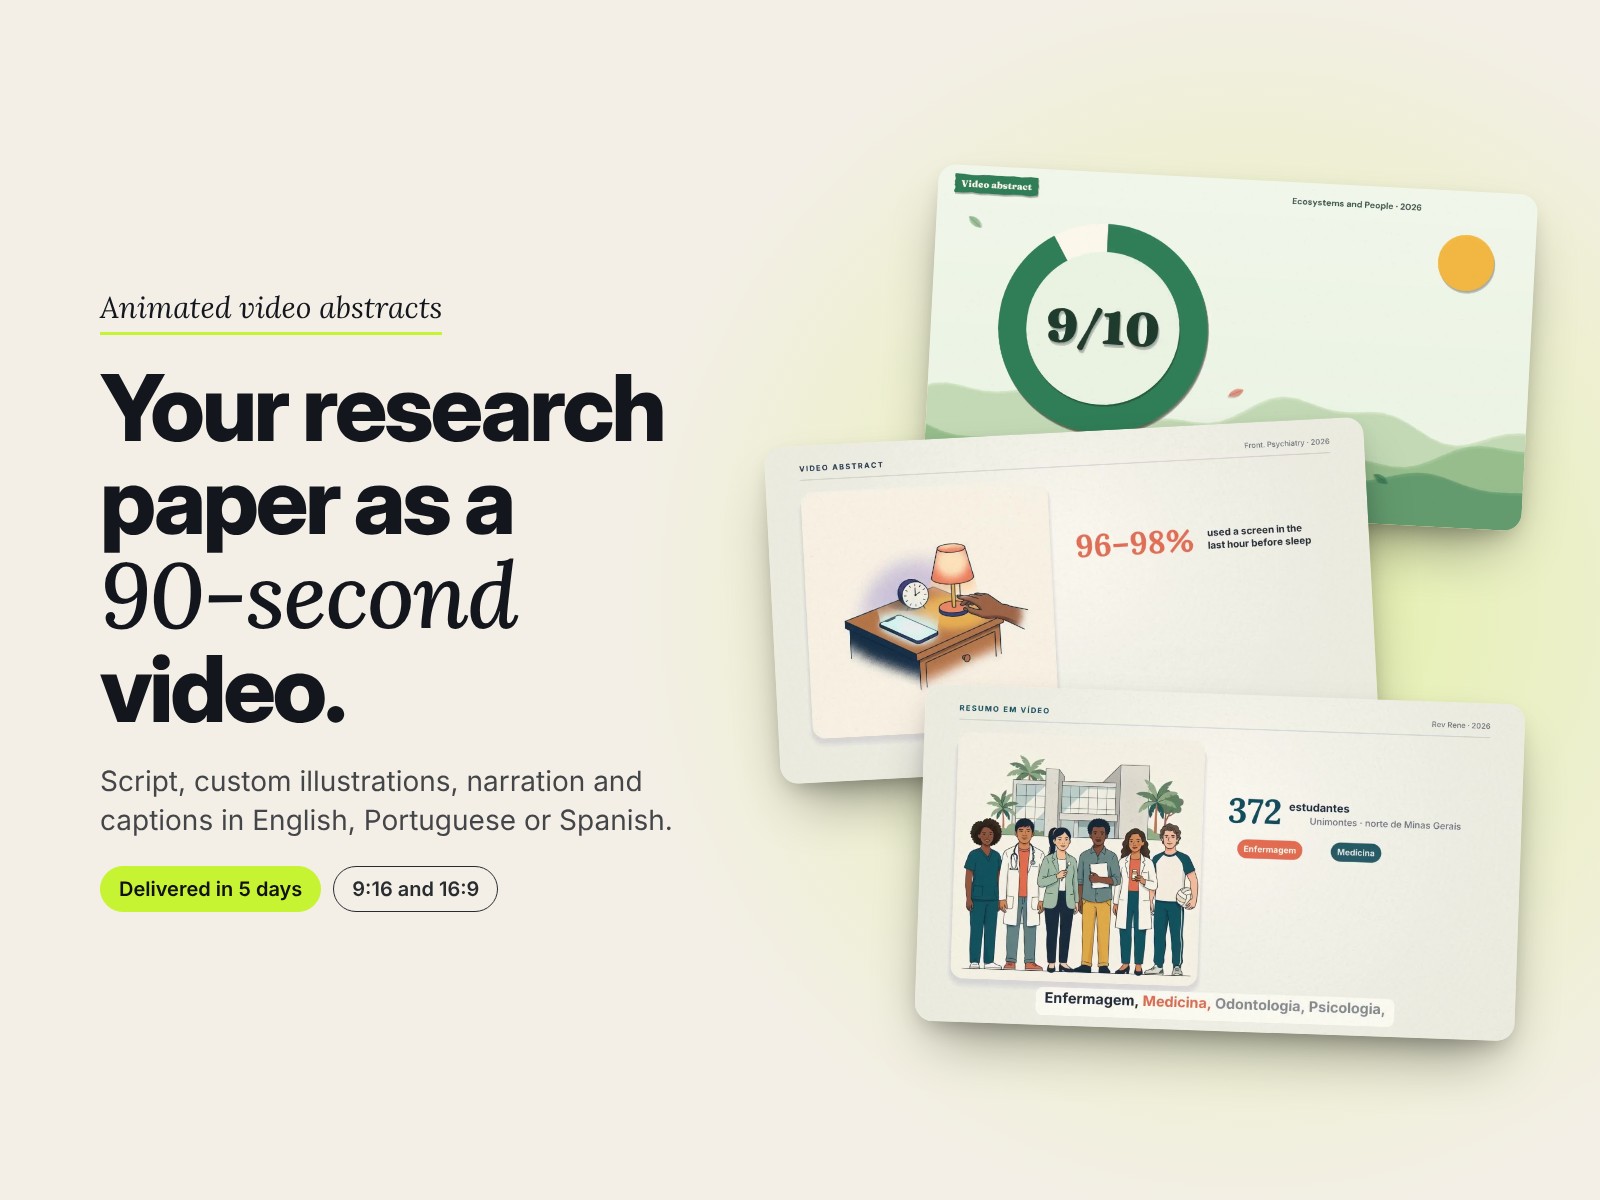 Animated video abstracts
Your research
paper as a
90-second
video.
Script, custom illustrations, narration and
captions in English, Portuguese or Spanish.
Delivered in 5 days
9:16 and 16:9
Video abstract
Ecosystems and People · 2026
9/10
VIDEO ABSTRACT
Front. Psychiatry · 2026
96–98%
used a screen in the
last hour before sleep
RESUMO EM VÍDEO
Rev Rene · 2026
372 estudantes
Unimontes · norte de Minas Gerais
Enfermagem
Medicina
Enfermagem, Medicina, Odontologia, Psicologia,